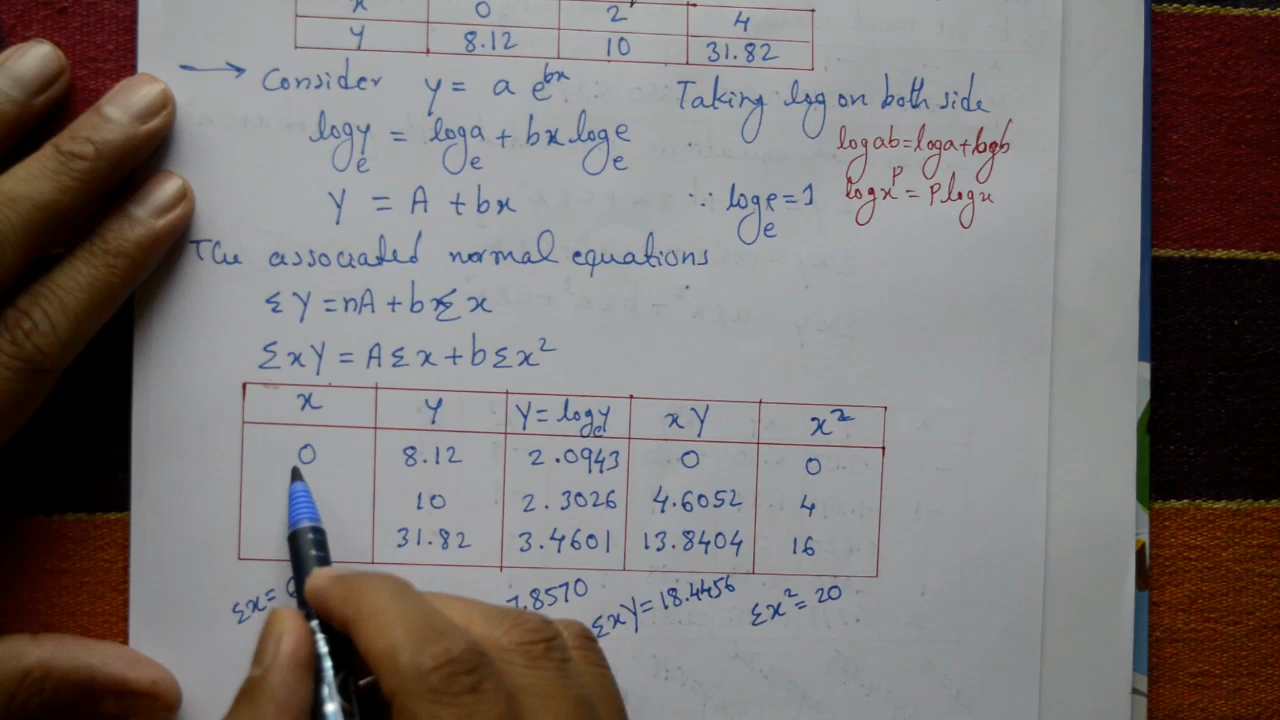 x 0 2 4
y 8.12 10 31.82
→ Consider y = a e^{bx} Taking log on both side
log_e y = log_e a + bx log_e e
log ab = log a + log b
Y = A + bx ∵ log_e e = 1 log x^p = P log x
The associated normal equations
ΣY = nA + b Σx
ΣxY = AΣx + bΣx²
x y Y = log_e y xY x²
0 8.12 2.0943 0 0
10 2.3026 4.6052 4
31.82 3.4601 13.8404 16
Σx = 7.8570 ΣxY = 18.4456 Σx² = 20